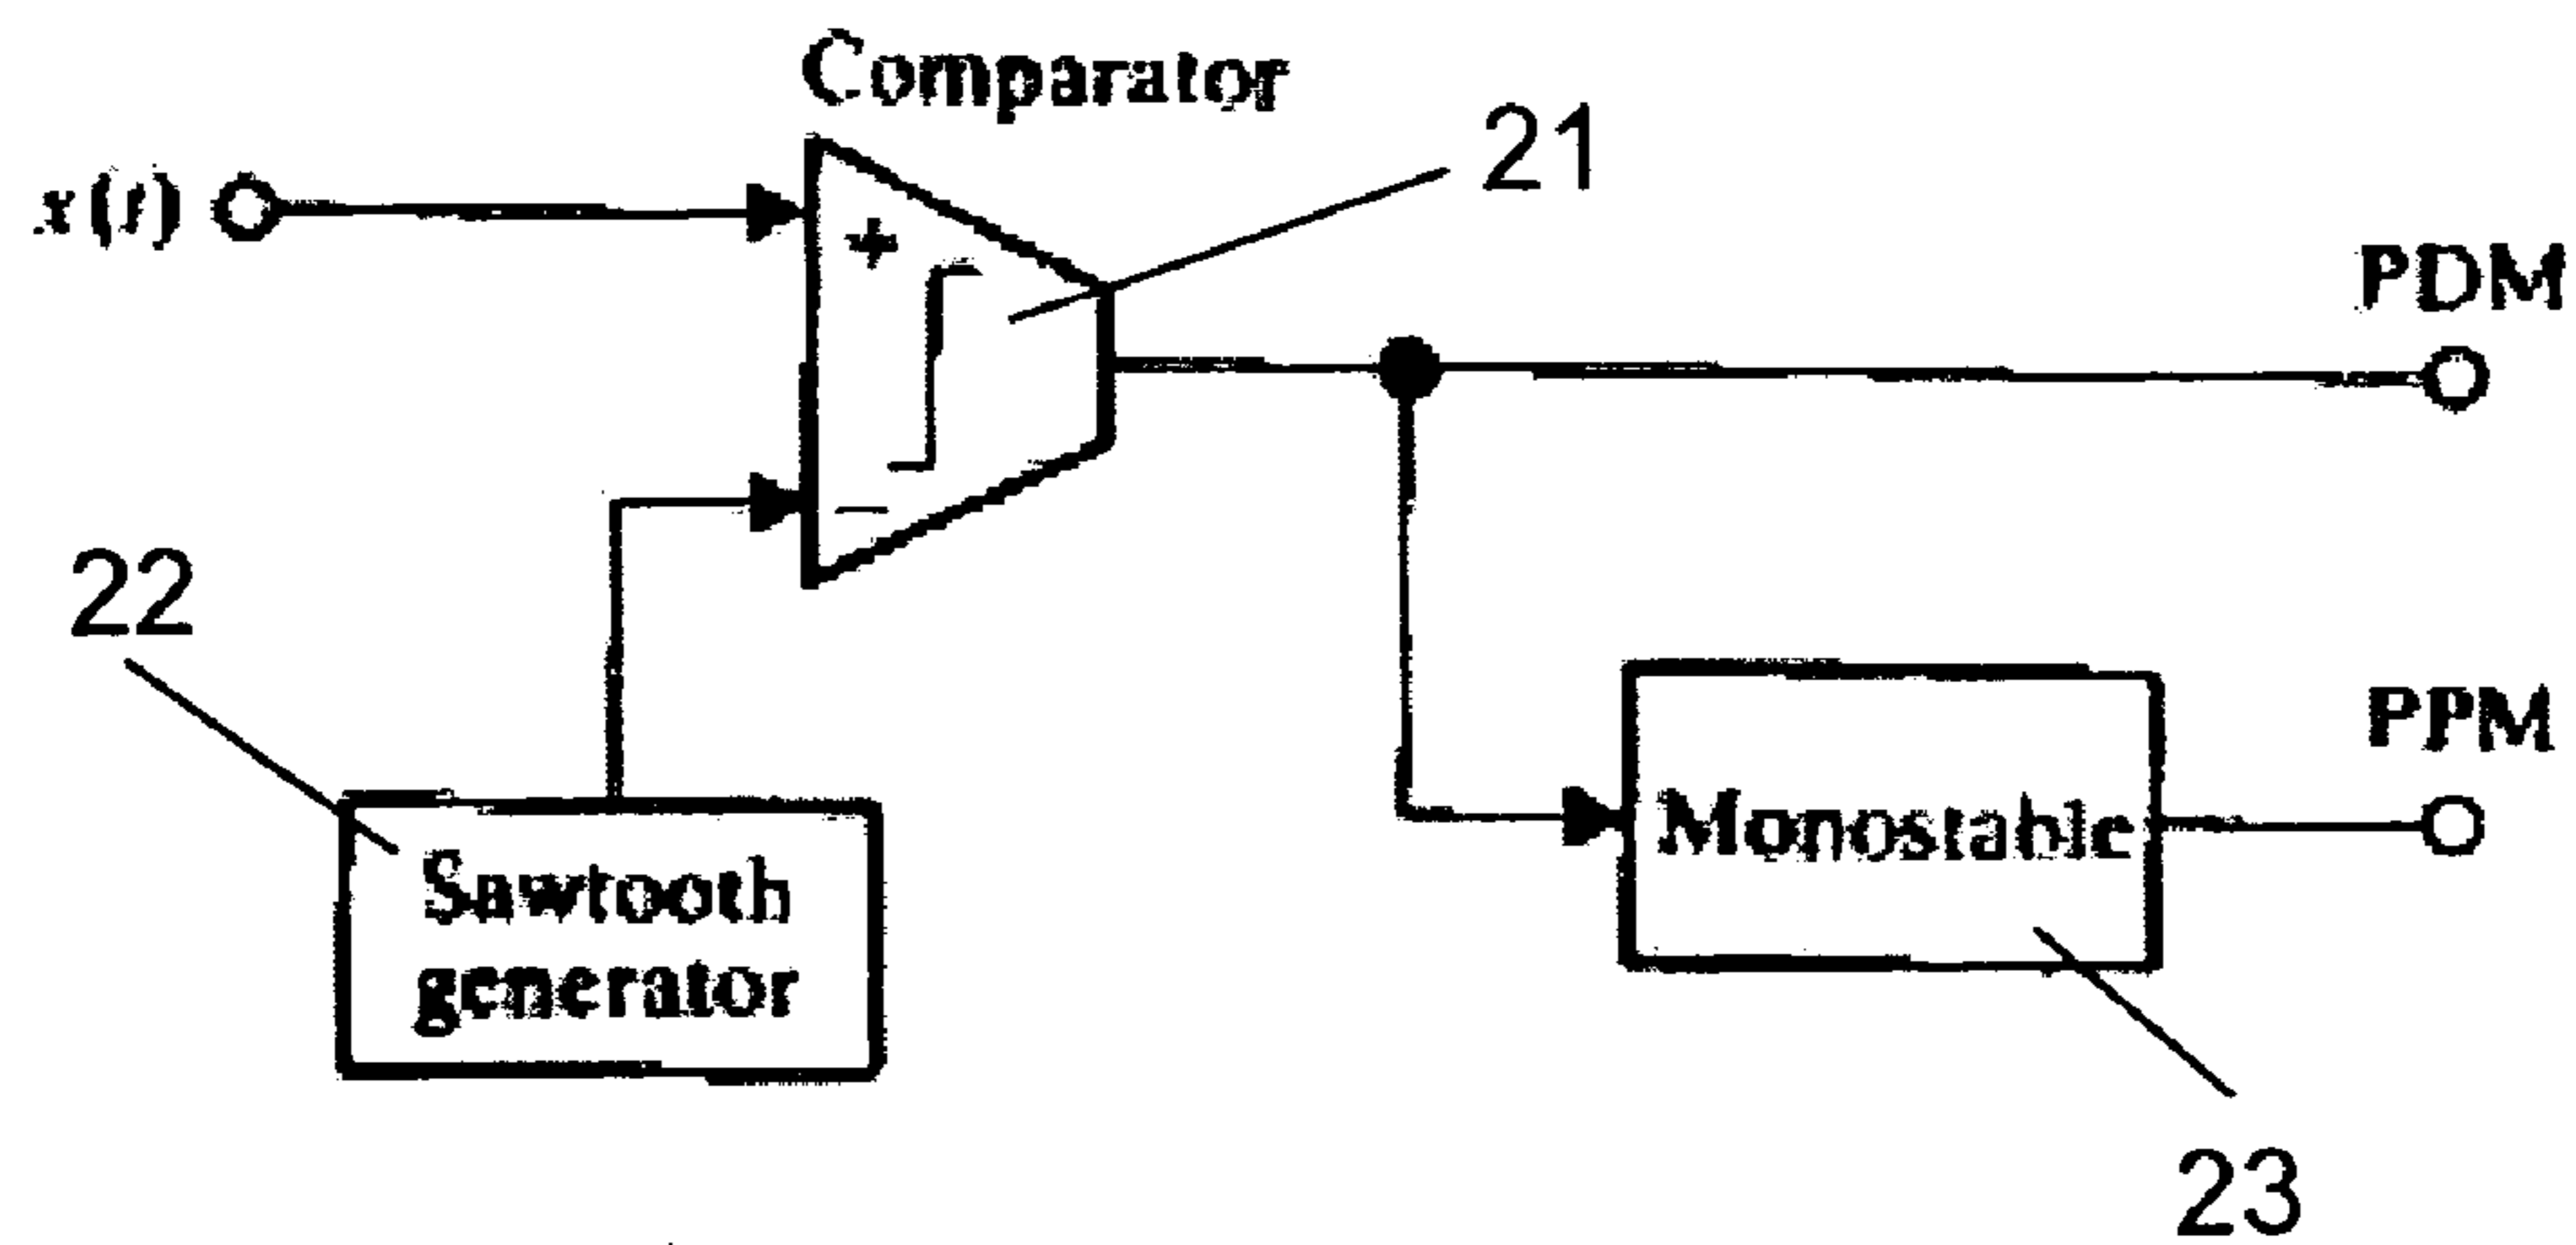 Comparator
21
x(t)
+
PDM
−
22
PPM
Monostable
Sawtooth
generator
23